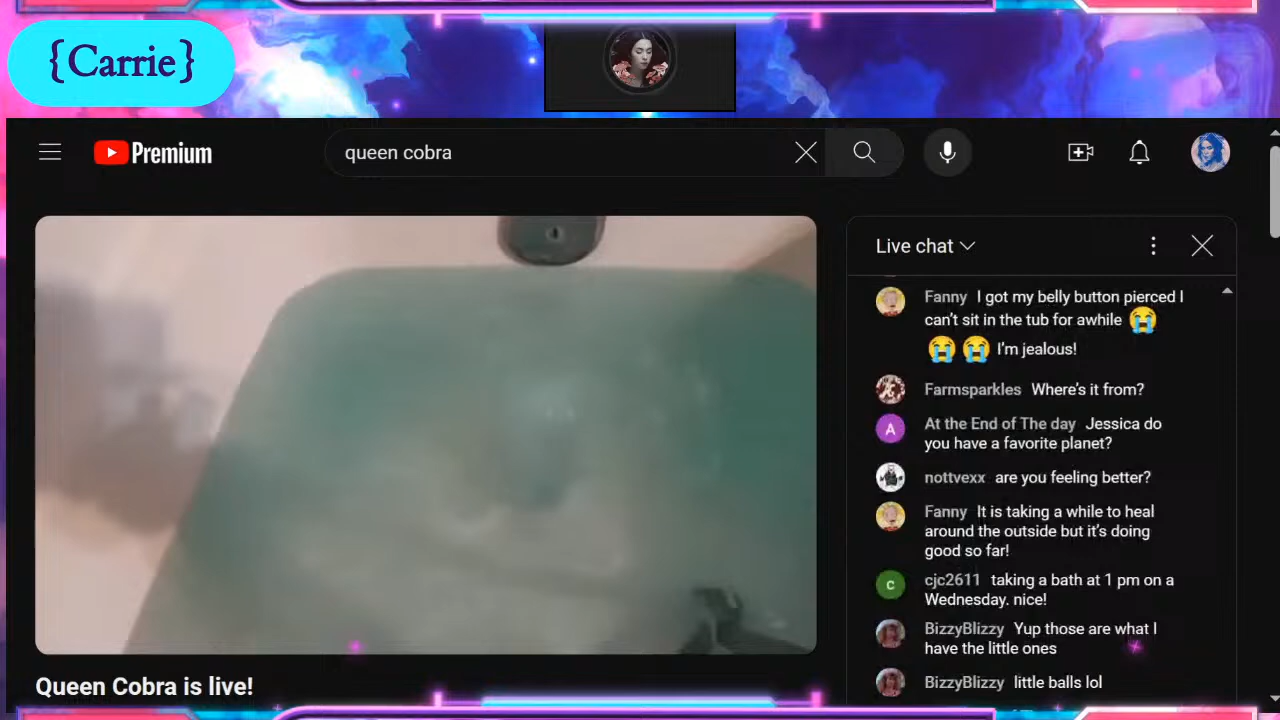 {Carrie}
Premium
queen cobra
Live chat
Fanny I got my belly button pierced I
can't sit in the tub for awhile 😭
😭 😭 I'm jealous!
Farmsparkles Where's it from?
A
At the End of The day Jessica do
you have a favorite planet?
nottvexx are you feeling better?
Fanny It is taking a while to heal
around the outside but it's doing
good so far!
c
cjc2611 taking a bath at 1 pm on a
Wednesday. nice!
BizzyBlizzy Yup those are what I
have the little ones
BizzyBlizzy little balls lol
Queen Cobra is live!